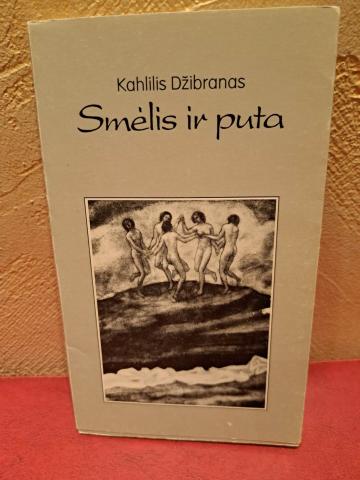 Kahlilis Džibranas
Smėlis ir puta